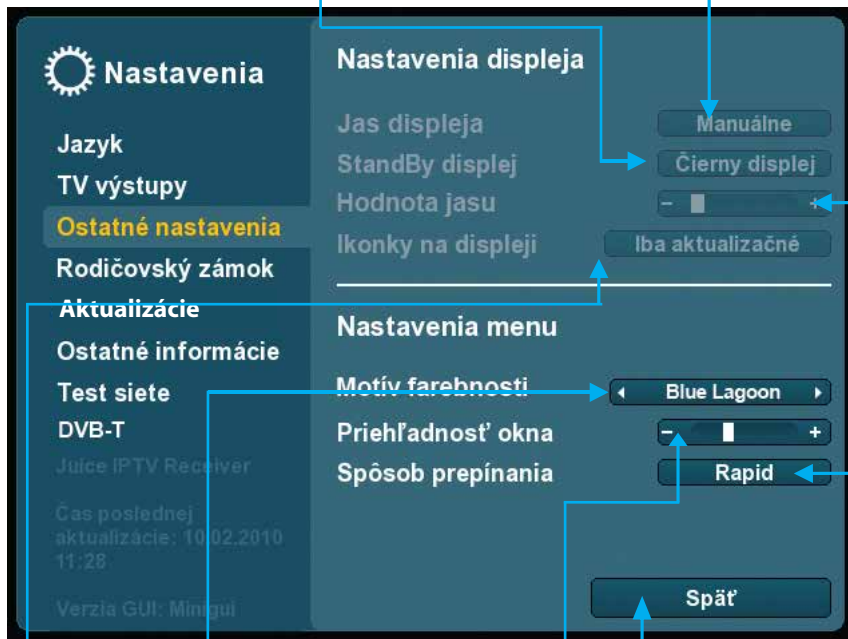 Nastavenia
Jazyk
TV výstupy
Ostatné nastavenia
Rodičovský zámok
Aktualizácie
Ostatné informácie
Test siete
DVB-T
Juice IPTV Receiver
Čas poslednej
aktualizácie: 10.02.2010
11:28
Verzia GUI: Minigui
Nastavenia displeja
Jas displeja Manuálne
StandBy displej Čierny displej
Hodnota jasu - +
Ikonky na displeji Iba aktualizačné
Nastavenia menu
Motív farebnosti Blue Lagoon
Priehľadnosť okna - +
Spôsob prepínania Rapid
Späť